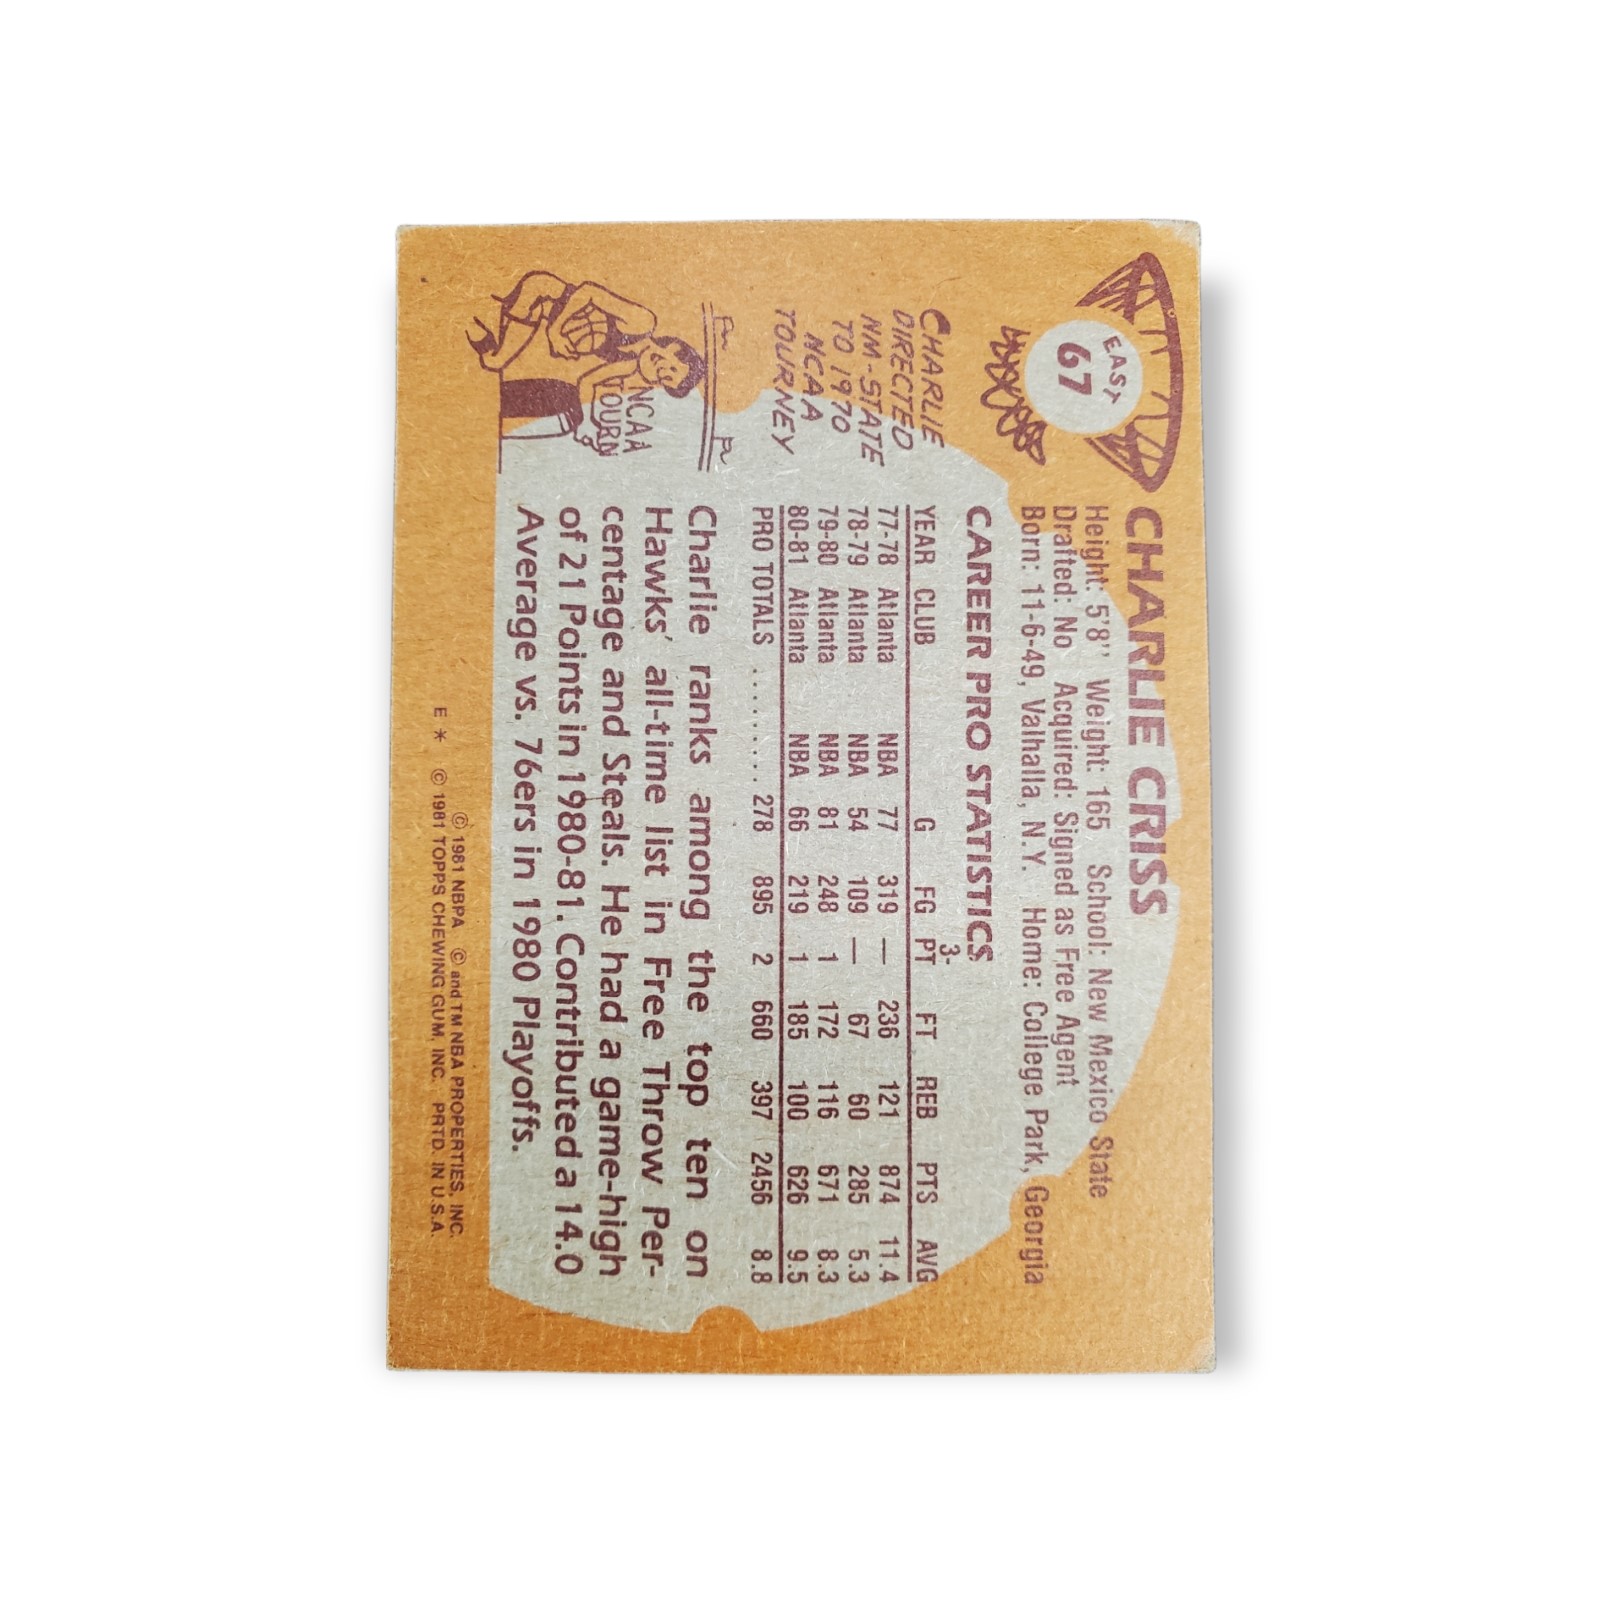 EAST
67
CHARLIE CRISS
Height: 5'8" Weight: 165 School: New Mexico State
Drafted: No Acquired: Signed as Free Agent
Born: 11-6-49, Valhalla, N.Y. Home: College Park, Georgia
CHARLIE
DIRECTED
NM-STATE
TO 1970
NCAA
TOURNEY
NCAA
TOURN
CAREER PRO STATISTICS
YEAR CLUB G FG 3-PT FT REB PTS AVG
77-78 Atlanta NBA 77 319 — 236 121 874 11.4
78-79 Atlanta NBA 54 109 — 67 60 285 5.3
79-80 Atlanta NBA 81 248 1 172 116 671 8.3
80-81 Atlanta NBA 66 219 1 185 100 626 9.5
PRO TOTALS .......... 278 895 2 660 397 2456 8.8
Charlie ranks among the top ten on
Hawks' all-time list in Free Throw Per-
centage and Steals. He had a game-high
of 21 Points in 1980-81. Contributed a 14.0
Average vs. 76ers in 1980 Playoffs.
© 1981 NBPA © and TM NBA PROPERTIES, INC.
E * © 1981 TOPPS CHEWING GUM, INC. PRTD. IN U.S.A.